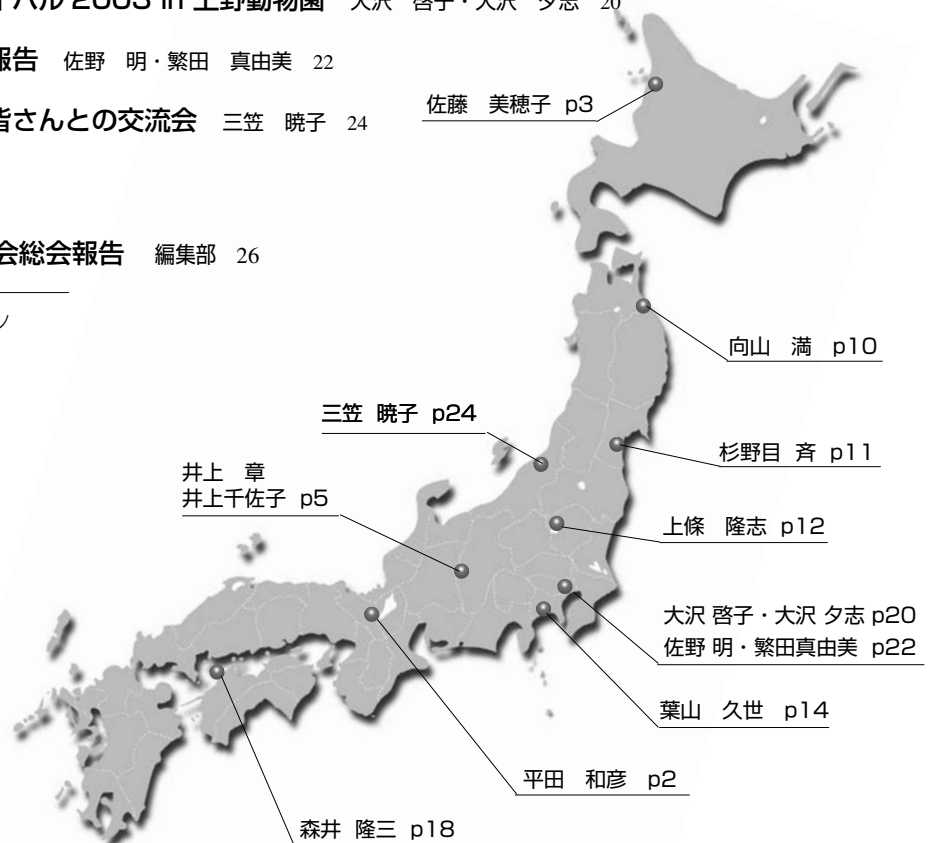 イバル2003 in 上野動物園　大沢　啓子・大沢　夕志　20
報告　佐野　明・繁田　真由美　22
皆さんとの交流会　三笠　暁子　24
会総会報告　編集部　26
ン
佐藤　美穂子 p3
向山　満　p10
三笠 暁子 p24
杉野目 斉 p11
井上　章
井上千佐子 p5
上條　隆志 p12
大沢 啓子・大沢 夕志 p20
佐野 明・繁田真由美 p22
葉山　久世　p14
平田　和彦　p2
森井 隆三 p18